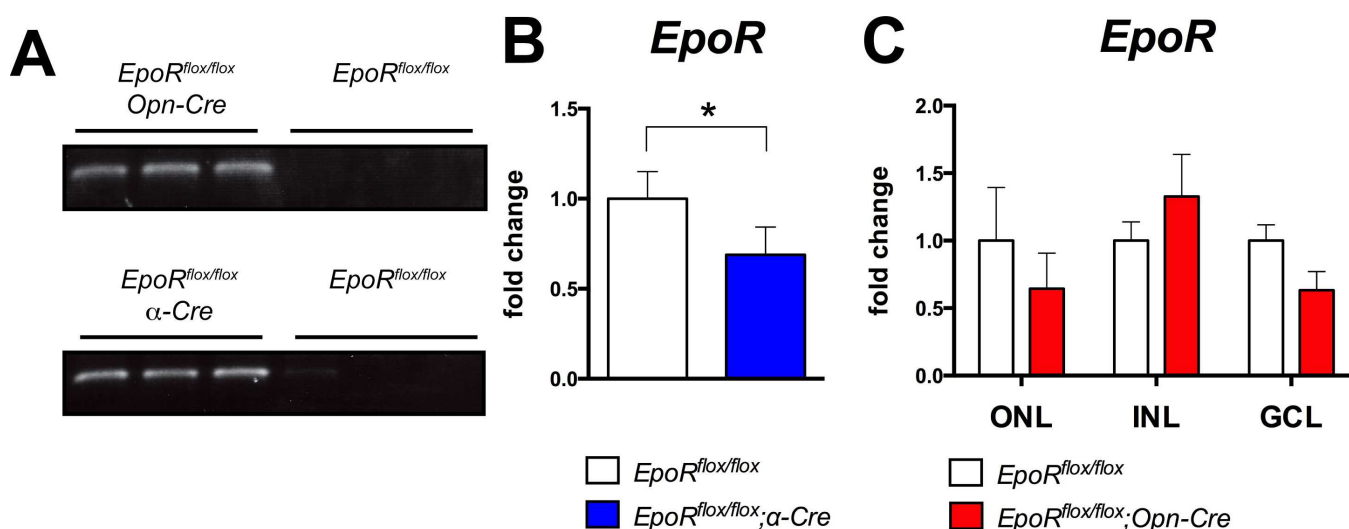 A
EpoR^flox/flox
Opn-Cre
EpoR^flox/flox
EpoR^flox/flox
α-Cre
EpoR^flox/flox
B
EpoR
fold change
1.5
1.0
0.5
0.0
*
EpoR^flox/flox
EpoR^flox/flox;α-Cre
C
EpoR
fold change
2.0
1.5
1.0
0.5
0.0
ONL INL GCL
EpoR^flox/flox
EpoR^flox/flox;Opn-Cre